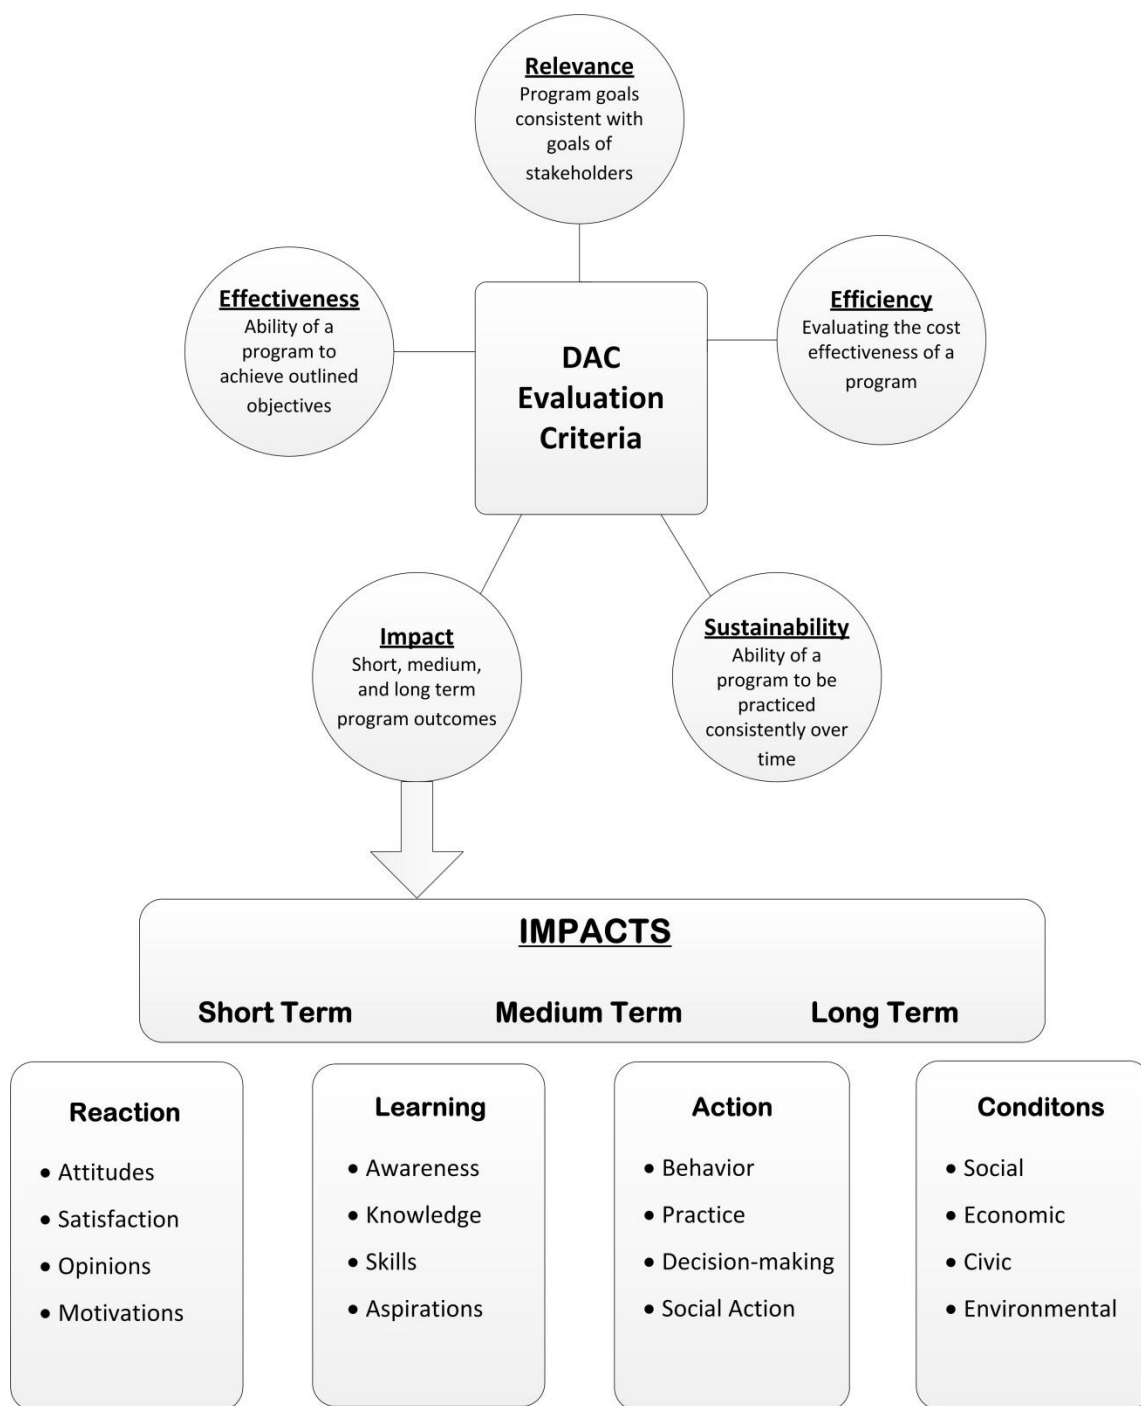 Relevance
Program goals
consistent with
goals of
stakeholders
Effectiveness
Ability of a
program to
achieve outlined
objectives
DAC
Evaluation
Criteria
Efficiency
Evaluating the cost
effectiveness of a
program
Impact
Short, medium,
and long term
program outcomes
Sustainability
Ability of a
program to be
practiced
consistently over
time
IMPACTS
Short Term
Medium Term
Long Term
Reaction
• Attitudes
• Satisfaction
• Opinions
• Motivations
Learning
• Awareness
• Knowledge
• Skills
• Aspirations
Action
• Behavior
• Practice
• Decision-making
• Social Action
Conditons
• Social
• Economic
• Civic
• Environmental